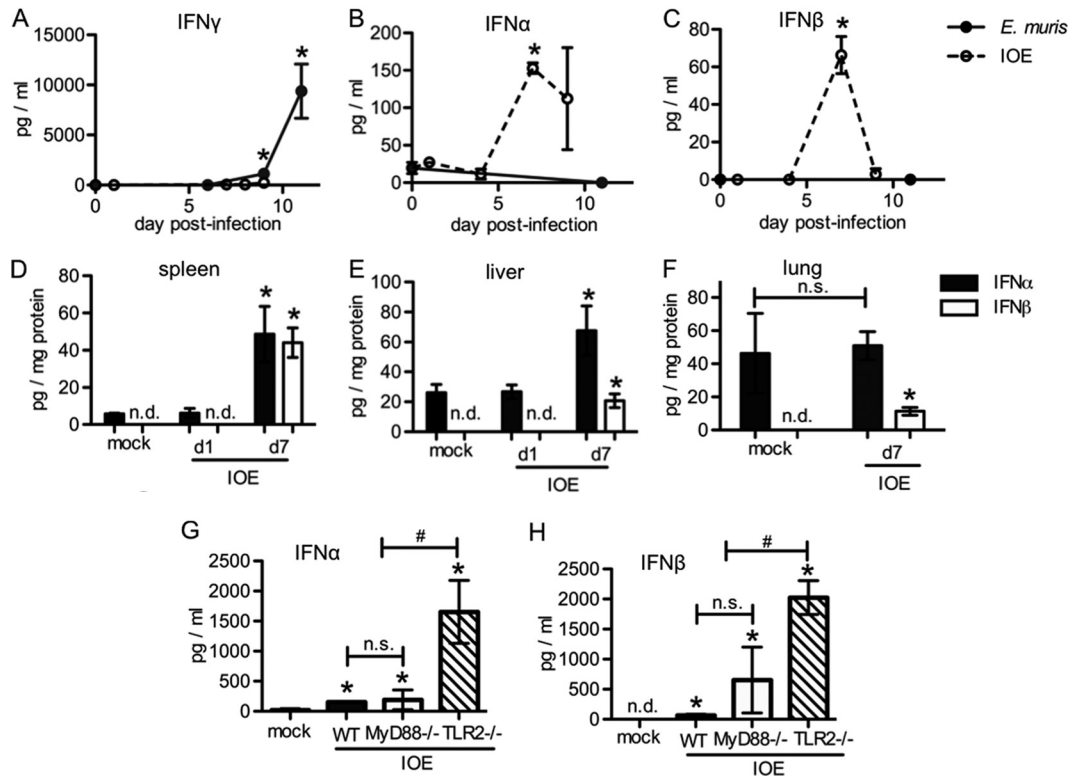 A
IFNγ
pg / ml
15000
10000
5000
0
*
*
0
5
10
day post-infection
B
IFNα
pg / ml
200
150
100
50
0
*
0
5
10
day post-infection
C
IFNβ
pg / ml
80
60
40
20
0
*
0
5
10
day post-infection
E. muris
IOE
D
spleen
pg / mg protein
80
60
40
20
0
n.d.
n.d.
*
*
mock
d1
d7
IOE
E
liver
pg / mg protein
100
80
60
40
20
0
n.d.
n.d.
*
*
mock
d1
d7
IOE
F
lung
pg / mg protein
80
60
40
20
0
n.s.
n.d.
*
mock
d7
IOE
IFNα
IFNβ
G
IFNα
pg / ml
2500
2000
1500
1000
500
0
#
n.s.
*
*
*
mock
WT MyD88-/- TLR2-/-
IOE
H
IFNβ
pg / ml
2500
2000
1500
1000
500
0
#
n.s.
n.d.
*
*
*
mock
WT MyD88-/- TLR2-/-
IOE